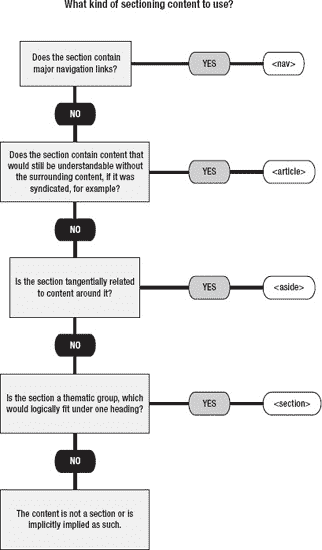 What kind of sectioning content to use?
Does the section contain
major navigation links?
YES
<nav>
NO
Does the section contain content that
would still be understandable without
the surrounding content, if it was
syndicated, for example?
YES
<article>
NO
Is the section tangentially related
to content around it?
YES
<aside>
NO
Is the section a thematic group, which
would logically fit under one heading?
YES
<section>
NO
The content is not a section or is
implicitly implied as such.